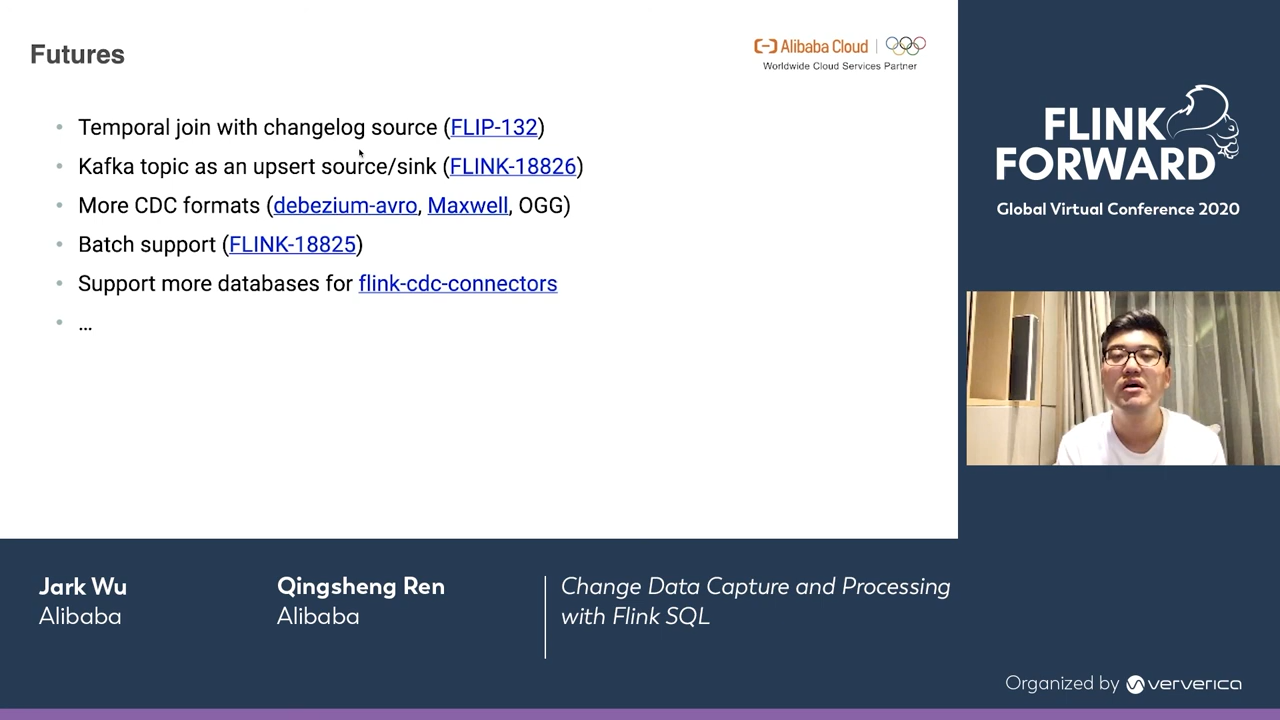 Futures
Alibaba Cloud
Worldwide Cloud Services Partner
• Temporal join with changelog source (FLIP-132)
• Kafka topic as an upsert source/sink (FLINK-18826)
• More CDC formats (debezium-avro, Maxwell, OGG)
• Batch support (FLINK-18825)
• Support more databases for flink-cdc-connectors
• ...
FLINK
FORWARD
Global Virtual Conference 2020
Jark Wu
Alibaba
Qingsheng Ren
Alibaba
Change Data Capture and Processing
with Flink SQL
Organized by ververica